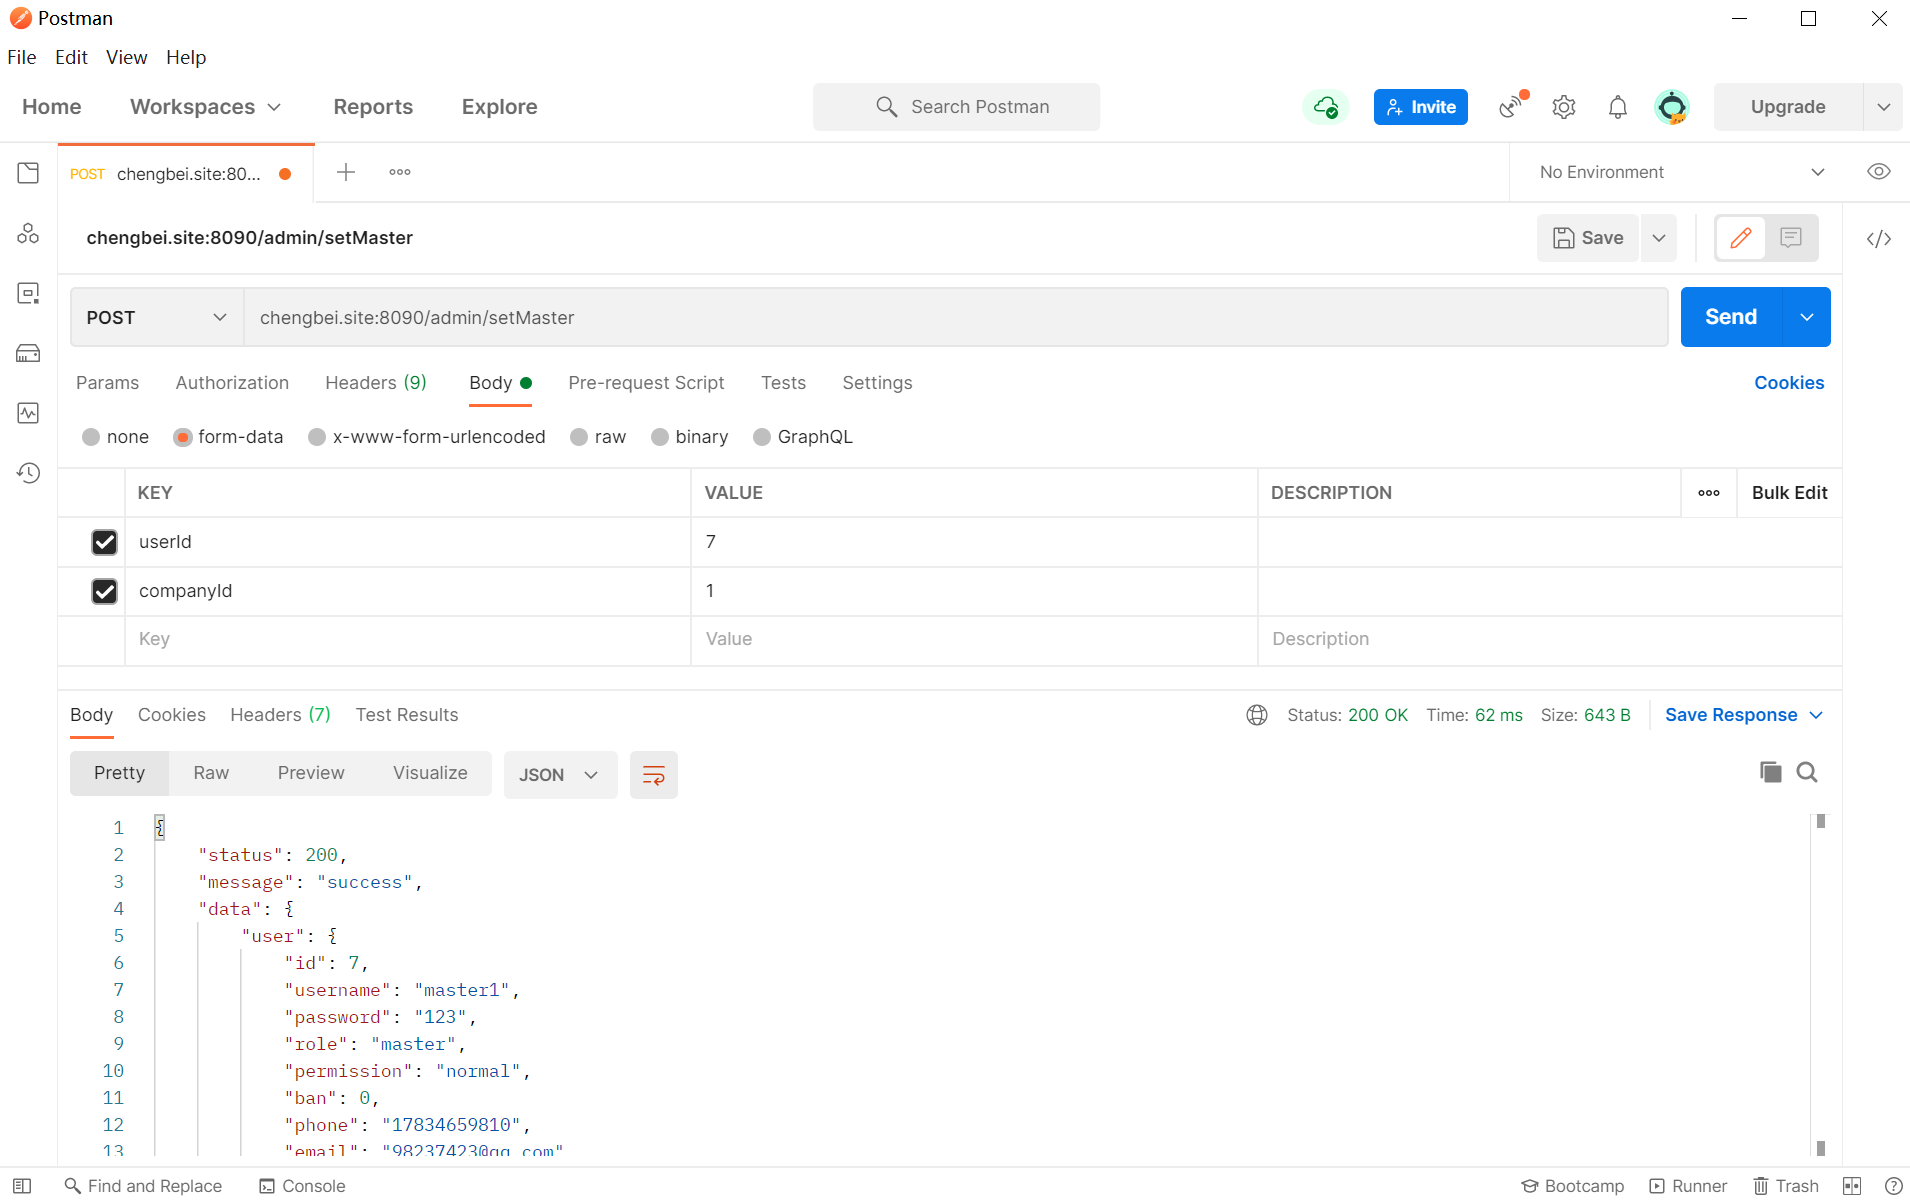 Postman
File Edit View Help
Home Workspaces Reports Explore Search Postman Invite Upgrade
POST chengbei.site:80... No Environment
chengbei.site:8090/admin/setMaster Save
POST chengbei.site:8090/admin/setMaster Send
Params Authorization Headers (9) Body Pre-request Script Tests Settings Cookies
none form-data x-www-form-urlencoded raw binary GraphQL
KEY VALUE DESCRIPTION Bulk Edit
userId 7
companyId 1
Key Value Description
Body Cookies Headers (7) Test Results Status: 200 OK Time: 62 ms Size: 643 B Save Response
Pretty Raw Preview Visualize JSON
1 {
2 "status": 200,
3 "message": "success",
4 "data": {
5 "user": {
6 "id": 7,
7 "username": "master1",
8 "password": "123",
9 "role": "master",
10 "permission": "normal",
11 "ban": 0,
12 "phone": "17834659810",
13 "email": "98237423@qq.com"
Find and Replace Console Bootcamp Runner Trash